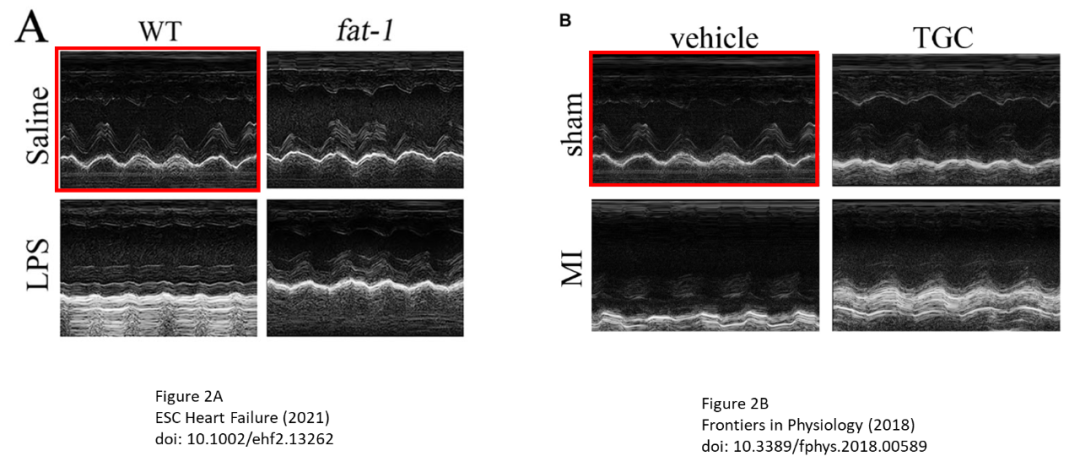 A
WT
fat-1
Saline
LPS
B
vehicle
TGC
sham
MI
Figure 2A
ESC Heart Failure (2021)
doi: 10.1002/ehf2.13262
Figure 2B
Frontiers in Physiology (2018)
doi: 10.3389/fphys.2018.00589